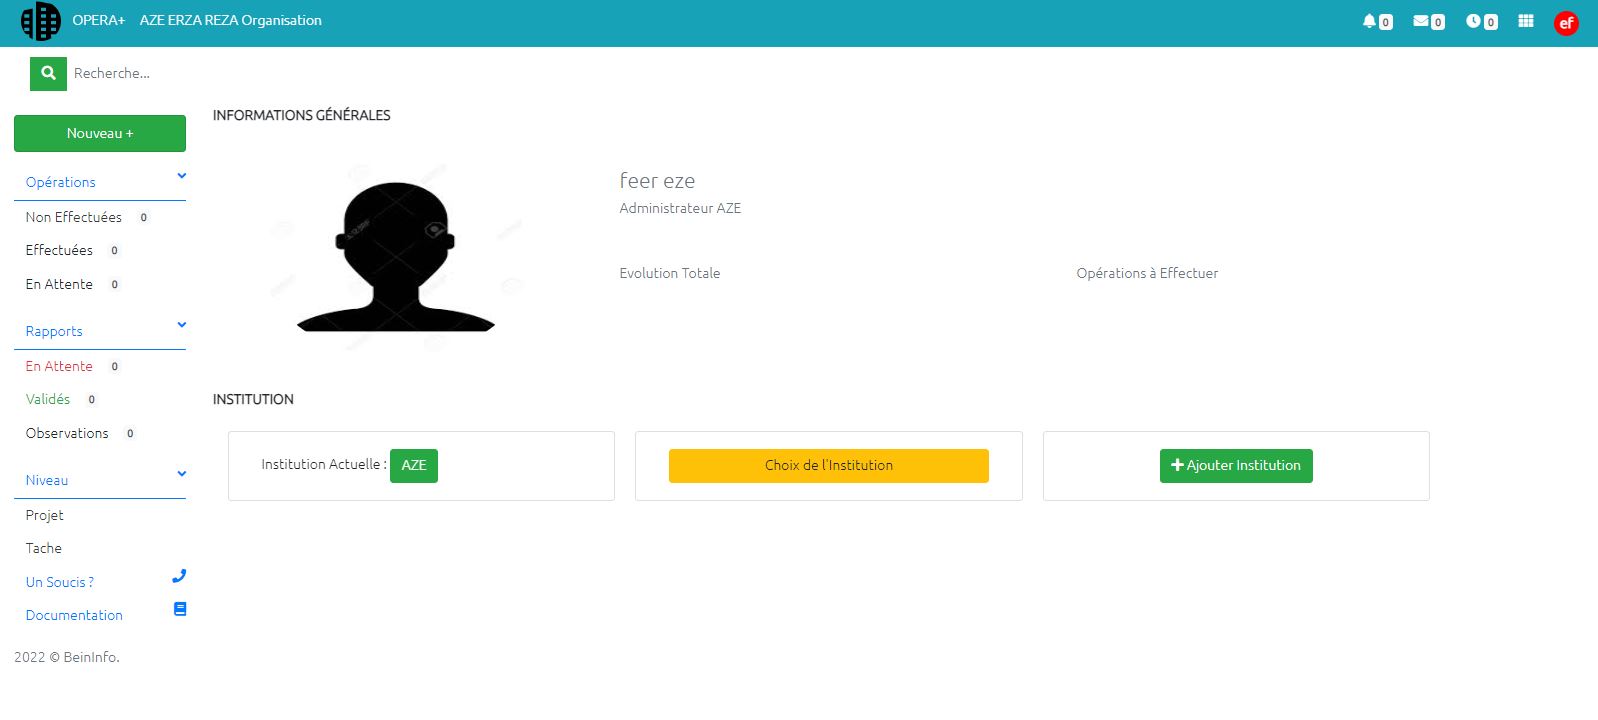 OPERA+ AZE ERZA REZA Organisation 0 0 0 ef
Recherche...
INFORMATIONS GÉNÉRALES
Nouveau +
Opérations
Non Effectuées 0
Effectuées 0
En Attente 0
Rapports
En Attente 0
Validés 0
Observations 0
Niveau
Projet
Tache
Un Soucis ?
Documentation
2022 © BeinInfo.
feer eze
Administrateur AZE
Evolution Totale Opérations à Effectuer
INSTITUTION
Institution Actuelle : AZE
Choix de l'Institution
Ajouter Institution